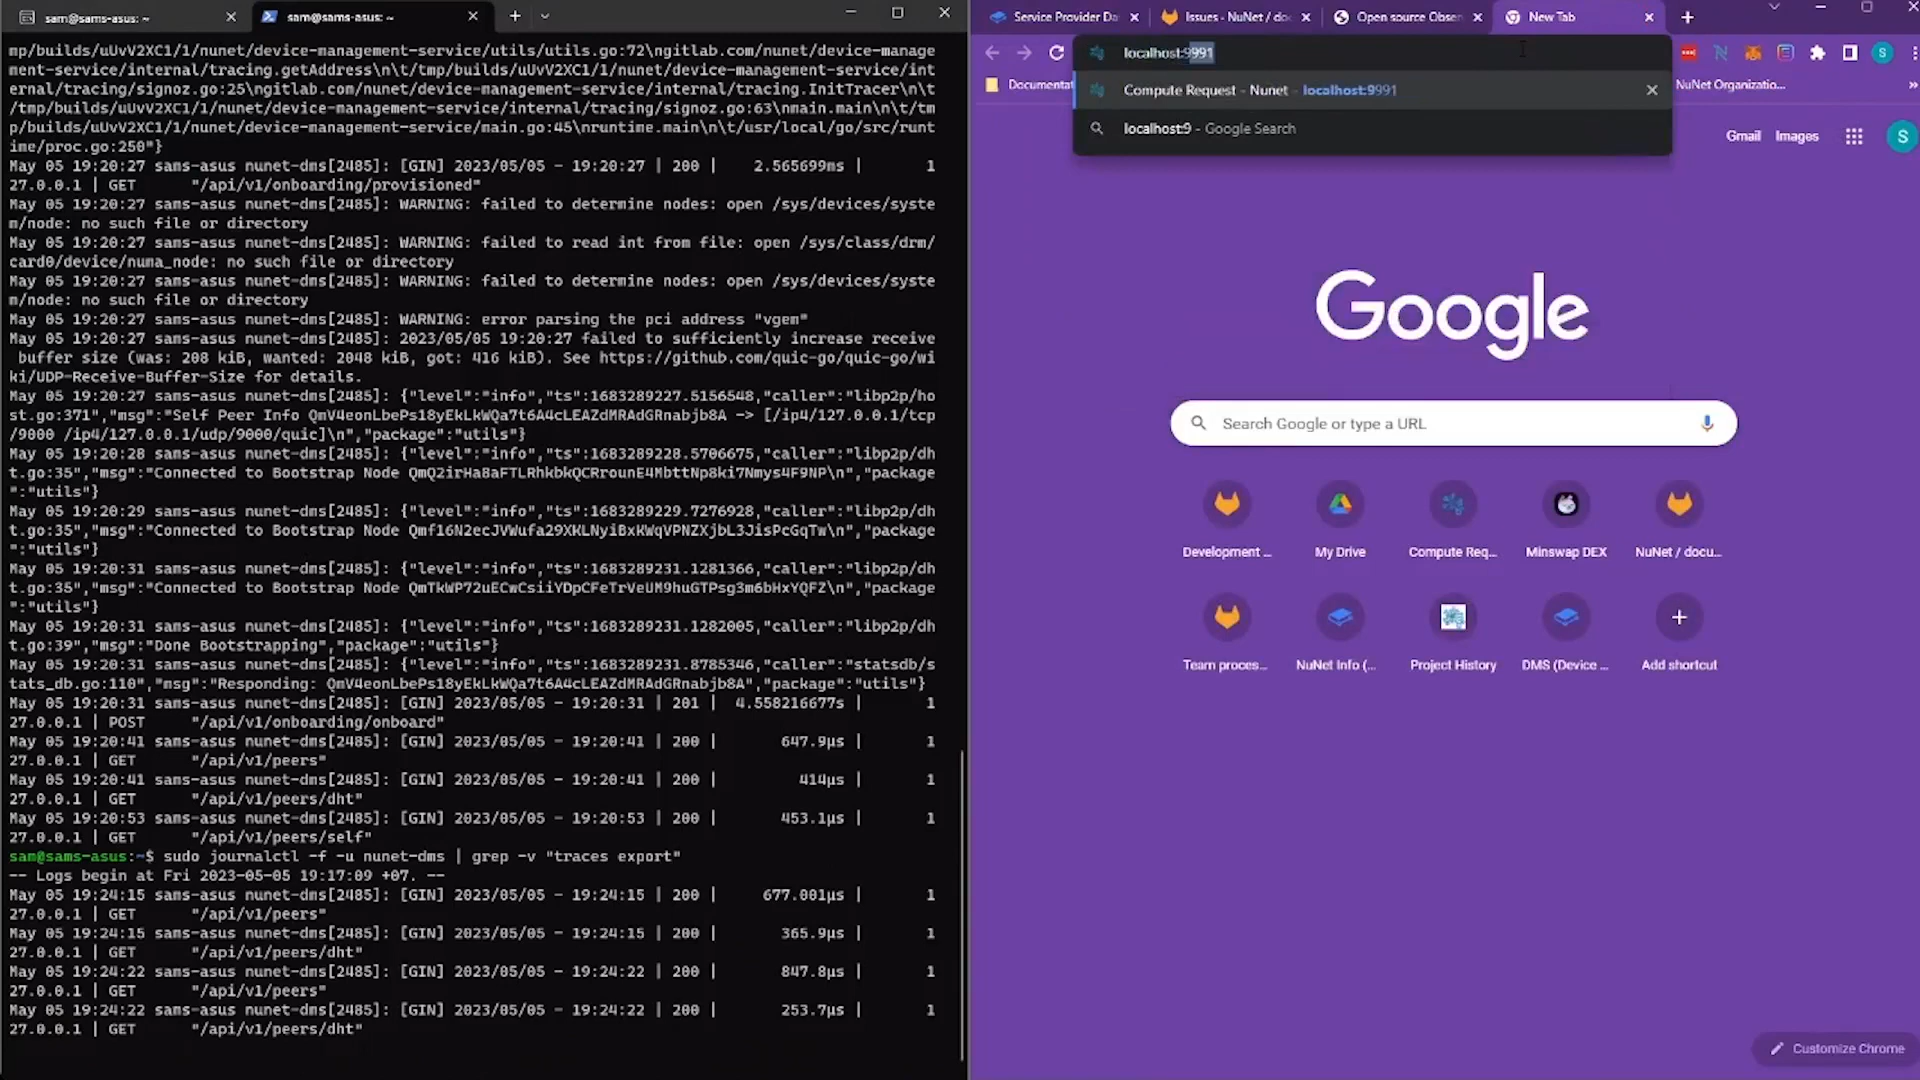 sam@sams-asus: ~
sam@sams-asus: ~
mp/builds/uUvV2XC1/1/nunet/device-management-service/utils/utils.go:72\ngitlab.com/nunet/device-manage
ment-service/internal/tracing.getAddress\n\t/tmp/builds/uUvV2XC1/1/nunet/device-management-service/int
ernal/tracing/signoz.go:25\ngitlab.com/nunet/device-management-service/internal/tracing.InitTracer\n\t
/tmp/builds/uUvV2XC1/1/nunet/device-management-service/internal/tracing/signoz.go:63\nmain.main\n\t/tm
p/builds/uUvV2XC1/1/nunet/device-management-service/main.go:45\nruntime.main\n\t/usr/local/go/src/runt
ime/proc.go:250"}
May 05 19:20:27 sams-asus nunet-dms[2485]: [GIN] 2023/05/05 - 19:20:27 | 200 | 2.565699ms | 1
27.0.0.1 | GET "/api/v1/onboarding/provisioned"
May 05 19:20:27 sams-asus nunet-dms[2485]: WARNING: failed to determine nodes: open /sys/devices/syste
m/node: no such file or directory
May 05 19:20:27 sams-asus nunet-dms[2485]: WARNING: failed to read int from file: open /sys/class/drm/
card0/device/numa_node: no such file or directory
May 05 19:20:27 sams-asus nunet-dms[2485]: WARNING: failed to determine nodes: open /sys/devices/syste
m/node: no such file or directory
May 05 19:20:27 sams-asus nunet-dms[2485]: WARNING: error parsing the pci address "vgem"
May 05 19:20:27 sams-asus nunet-dms[2485]: 2023/05/05 19:20:27 failed to sufficiently increase receive
buffer size (was: 208 kiB, wanted: 2048 kiB, got: 416 kiB). See https://github.com/quic-go/quic-go/wi
ki/UDP-Receive-Buffer-Size for details.
May 05 19:20:27 sams-asus nunet-dms[2485]: {"level":"info","ts":1683289227.5156548,"caller":"libp2p/ho
st.go:371","msg":"Self Peer Info QmV4eonLbePs18yEkLkWQa7t6A4cLEAZdMRAdGRnabjb8A -> [/ip4/127.0.0.1/tcp
/9000 /ip4/127.0.0.1/udp/9000/quic]\n","package":"utils"}
May 05 19:20:28 sams-asus nunet-dms[2485]: {"level":"info","ts":1683289228.5706675,"caller":"libp2p/dh
t.go:35","msg":"Connected to Bootstrap Node QmQ2irHa8aFTLRhkbkQCRrounE4MbttNp8ki7Nmys4F9NP\n","package
":"utils"}
May 05 19:20:29 sams-asus nunet-dms[2485]: {"level":"info","ts":1683289229.7276928,"caller":"libp2p/dh
t.go:35","msg":"Connected to Bootstrap Node Qmf16N2ecJVWufa29XKLNyiBxKWqVPNZXjbL3JisPcGqTw\n","package
":"utils"}
May 05 19:20:31 sams-asus nunet-dms[2485]: {"level":"info","ts":1683289231.1281366,"caller":"libp2p/dh
t.go:35","msg":"Connected to Bootstrap Node QmTkWP72uECwCsiiYDpCFeTrVeUM9huGTPsg3m6bHxYQFZ\n","package
":"utils"}
May 05 19:20:31 sams-asus nunet-dms[2485]: {"level":"info","ts":1683289231.1282005,"caller":"libp2p/dh
t.go:39","msg":"Done Bootstrapping","package":"utils"}
May 05 19:20:31 sams-asus nunet-dms[2485]: {"level":"info","ts":1683289231.8785346,"caller":"statsdb/s
tats_db.go:110","msg":"Responding: QmV4eonLbePs18yEkLkWQa7t6A4cLEAZdMRAdGRnabjb8A","package":"utils"}
May 05 19:20:31 sams-asus nunet-dms[2485]: [GIN] 2023/05/05 - 19:20:31 | 201 | 4.558216677s | 1
27.0.0.1 | POST "/api/v1/onboarding/onboard"
May 05 19:20:41 sams-asus nunet-dms[2485]: [GIN] 2023/05/05 - 19:20:41 | 200 | 647.9µs | 1
27.0.0.1 | GET "/api/v1/peers"
May 05 19:20:41 sams-asus nunet-dms[2485]: [GIN] 2023/05/05 - 19:20:41 | 200 | 414µs | 1
27.0.0.1 | GET "/api/v1/peers/dht"
May 05 19:20:53 sams-asus nunet-dms[2485]: [GIN] 2023/05/05 - 19:20:53 | 200 | 453.1µs | 1
27.0.0.1 | GET "/api/v1/peers/self"
sam@sams-asus:~$ sudo journalctl -f -u nunet-dms | grep -v "traces export"
-- Logs begin at Fri 2023-05-05 19:17:09 +07. --
May 05 19:24:15 sams-asus nunet-dms[2485]: [GIN] 2023/05/05 - 19:24:15 | 200 | 677.001µs | 1
27.0.0.1 | GET "/api/v1/peers"
May 05 19:24:15 sams-asus nunet-dms[2485]: [GIN] 2023/05/05 - 19:24:15 | 200 | 365.9µs | 1
27.0.0.1 | GET "/api/v1/peers/dht"
May 05 19:24:22 sams-asus nunet-dms[2485]: [GIN] 2023/05/05 - 19:24:22 | 200 | 847.8µs | 1
27.0.0.1 | GET "/api/v1/peers"
May 05 19:24:22 sams-asus nunet-dms[2485]: [GIN] 2023/05/05 - 19:24:22 | 200 | 253.7µs | 1
27.0.0.1 | GET "/api/v1/peers/dht"
Service Provider Da
Issues - NuNet / do
Open source Obser
New Tab
localhost:9991
S
Documentat
Compute Request - Nunet - localhost:9991
NuNet Organizatio...
localhost:9 - Google Search
Gmail
Images
S
Google
Search Google or type a URL
Development ...
My Drive
Compute Req...
Minswap DEX
NuNet / docu...
Team proces...
NuNet Info (...
Project History
DMS (Device ...
Add shortcut
Customize Chrome